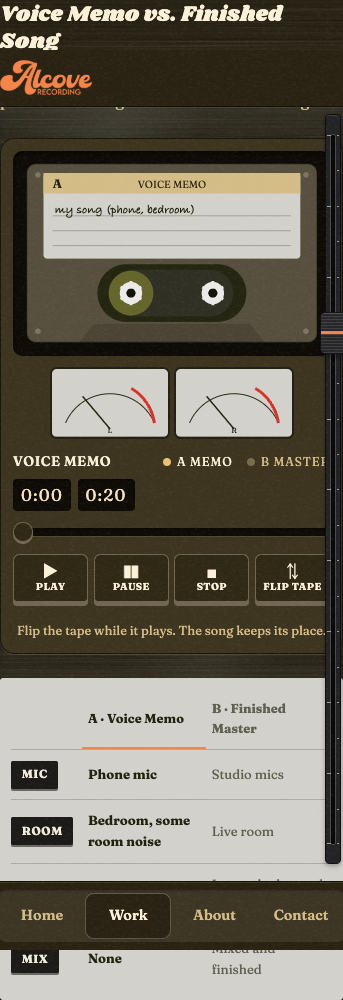 Voice Memo vs. Finished
Song
Alcove
RECORDING
A VOICE MEMO
my song (phone, bedroom)
L R
VOICE MEMO A MEMO B MASTER
0:00 0:20
PLAY PAUSE STOP FLIP TAPE
Flip the tape while it plays. The song keeps its place.
A · Voice Memo B · Finished
Master
MIC Phone mic Studio mics
ROOM Bedroom, some
room noise Live room
Home Work About Contact
MIX None Mixed and
finished